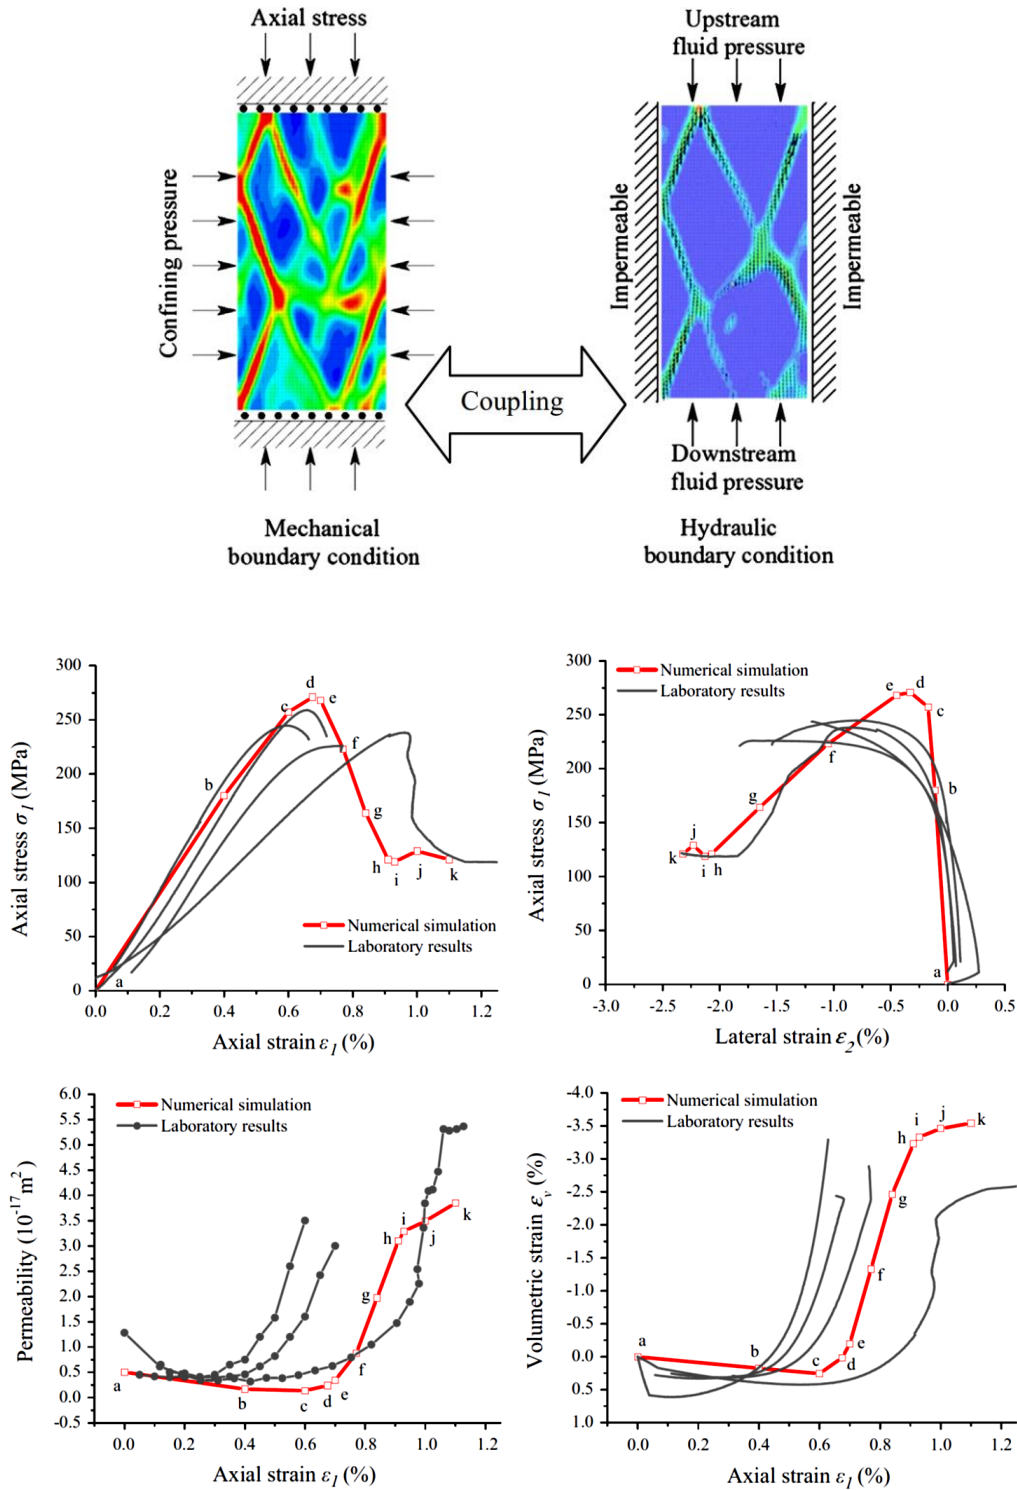 Axial stress
Upstream
fluid pressure
Confining pressure
Impermeable
Impermeable
Coupling
Downstream
fluid pressure
Mechanical
boundary condition
Hydraulic
boundary condition
300
250
200
150
100
50
0
Axial stress σ1 (MPa)
a
b
c
d
e
f
g
h
i
j
k
Numerical simulation
Laboratory results
0.0 0.2 0.4 0.6 0.8 1.0 1.2
Axial strain ε1 (%)
300
250
200
150
100
50
0
Axial stress σ1 (MPa)
Numerical simulation
Laboratory results
e
d
c
b
f
g
j
k
i
h
a
-3.0 -2.5 -2.0 -1.5 -1.0 -0.5 0.0 0.5
Lateral strain ε2 (%)
6.0
5.5
5.0
4.5
4.0
3.5
3.0
2.5
2.0
1.5
1.0
0.5
0.0
-0.5
Permeability (10-17 m2)
Numerical simulation
Laboratory results
a
b
c
d
e
f
g
h
i
j
k
0.0 0.2 0.4 0.6 0.8 1.0 1.2
Axial strain ε1 (%)
-4.0
-3.5
-3.0
-2.5
-2.0
-1.5
-1.0
-0.5
0.0
0.5
1.0
Volumetric strain εv (%)
Numerical simulation
Laboratory results
a
b
c
d
e
f
g
h
i
j
k
0.0 0.2 0.4 0.6 0.8 1.0
Axial strain ε1 (%)